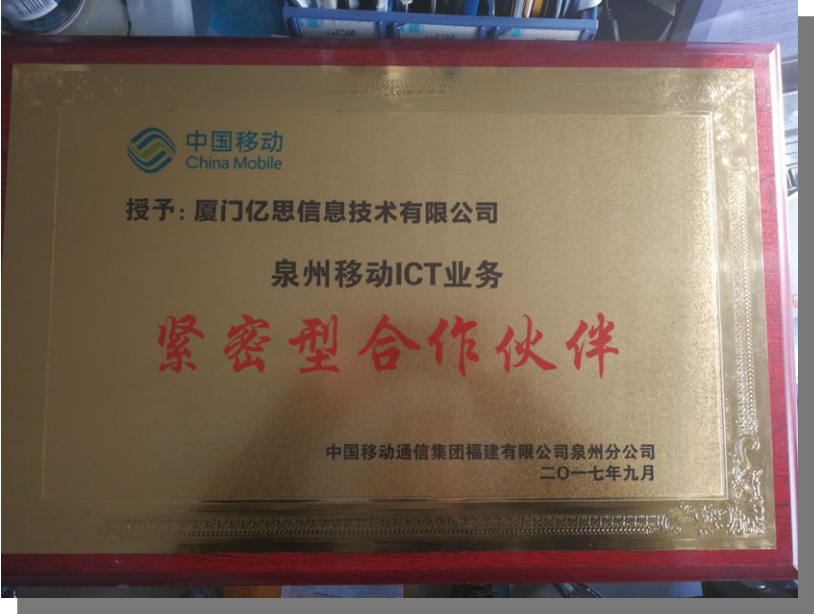 中国移动
China Mobile
授予：厦门亿思信息技术有限公司
泉州移动ICT业务
紧密型合作伙伴
中国移动通信集团福建有限公司泉州分公司
二〇一七年九月